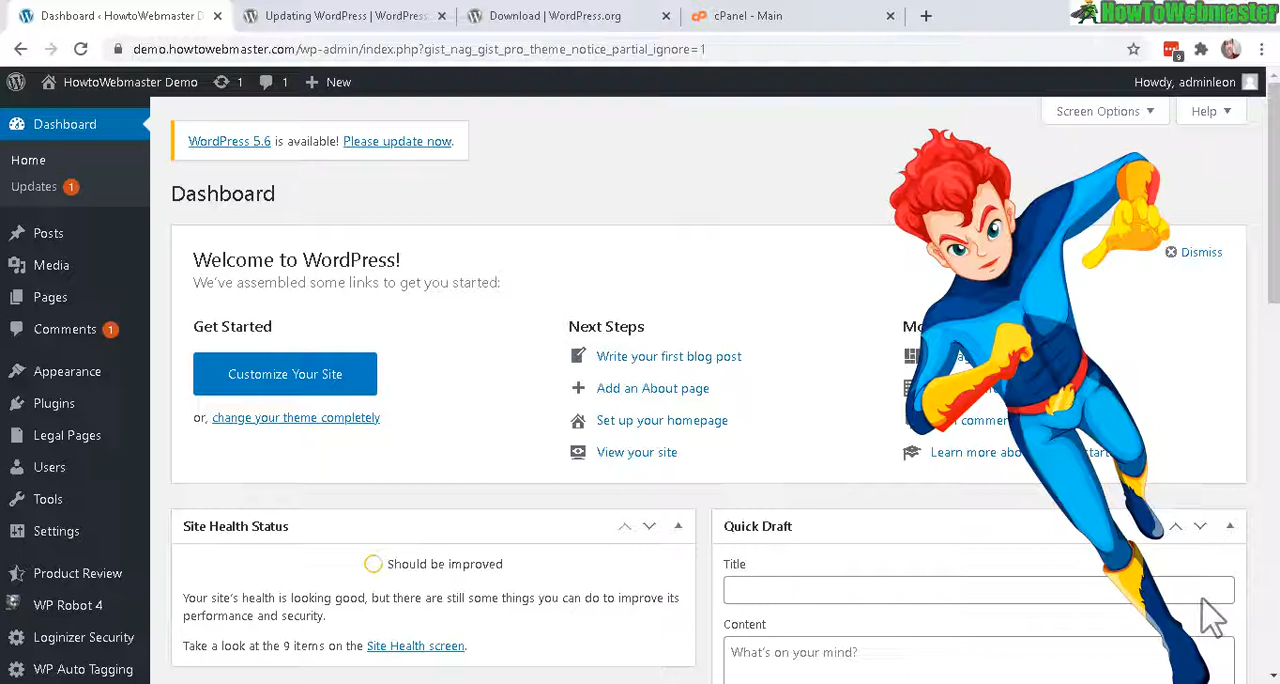 Dashboard ‹ HowtoWebmaster D
Updating WordPress | WordPress
Download | WordPress.org
cPanel - Main
HowToWebmaster
demo.howtowebmaster.com/wp-admin/index.php?gist_nag_gist_pro_theme_notice_partial_ignore=1
9
HowtoWebmaster Demo
1
1
New
Howdy, adminleon
Screen Options
Help
Dashboard
Home
Updates 1
Posts
Media
Pages
Comments 1
Appearance
Plugins
Legal Pages
Users
Tools
Settings
Product Review
WP Robot 4
Loginizer Security
WP Auto Tagging
WordPress 5.6 is available! Please update now.
Dashboard
Welcome to WordPress!
We've assembled some links to get you started:
Dismiss
Get Started
Customize Your Site
or, change your theme completely
Next Steps
Write your first blog post
Add an About page
Set up your homepage
View your site
Learn more
Site Health Status
Should be improved
Your site's health is looking good, but there are still some things you can do to improve its
performance and security.
Take a look at the 9 items on the Site Health screen.
Quick Draft
Title
Content
What's on your mind?